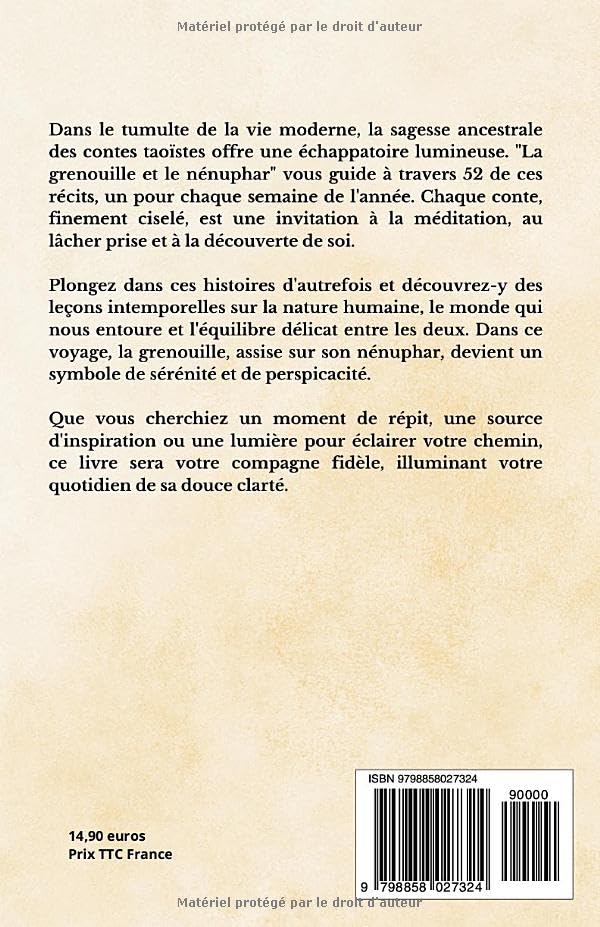 Matériel protégé par le droit d'auteur
Dans le tumulte de la vie moderne, la sagesse ancestrale
des contes taoïstes offre une échappatoire lumineuse. "La
grenouille et le nénuphar" vous guide à travers 52 de ces
récits, un pour chaque semaine de l'année. Chaque conte,
finement ciselé, est une invitation à la méditation, au
lâcher prise et à la découverte de soi.
Plongez dans ces histoires d'autrefois et découvrez-y des
leçons intemporelles sur la nature humaine, le monde qui
nous entoure et l'équilibre délicat entre les deux. Dans ce
voyage, la grenouille, assise sur son nénuphar, devient un
symbole de sérénité et de perspicacité.
Que vous cherchiez un moment de répit, une source
d'inspiration ou une lumière pour éclairer votre chemin,
ce livre sera votre compagne fidèle, illuminant votre
quotidien de sa douce clarté.
ISBN 9798858027324
90000
14,90 euros
Prix TTC France
9 798858 027324
Matériel protégé par le droit d'auteur